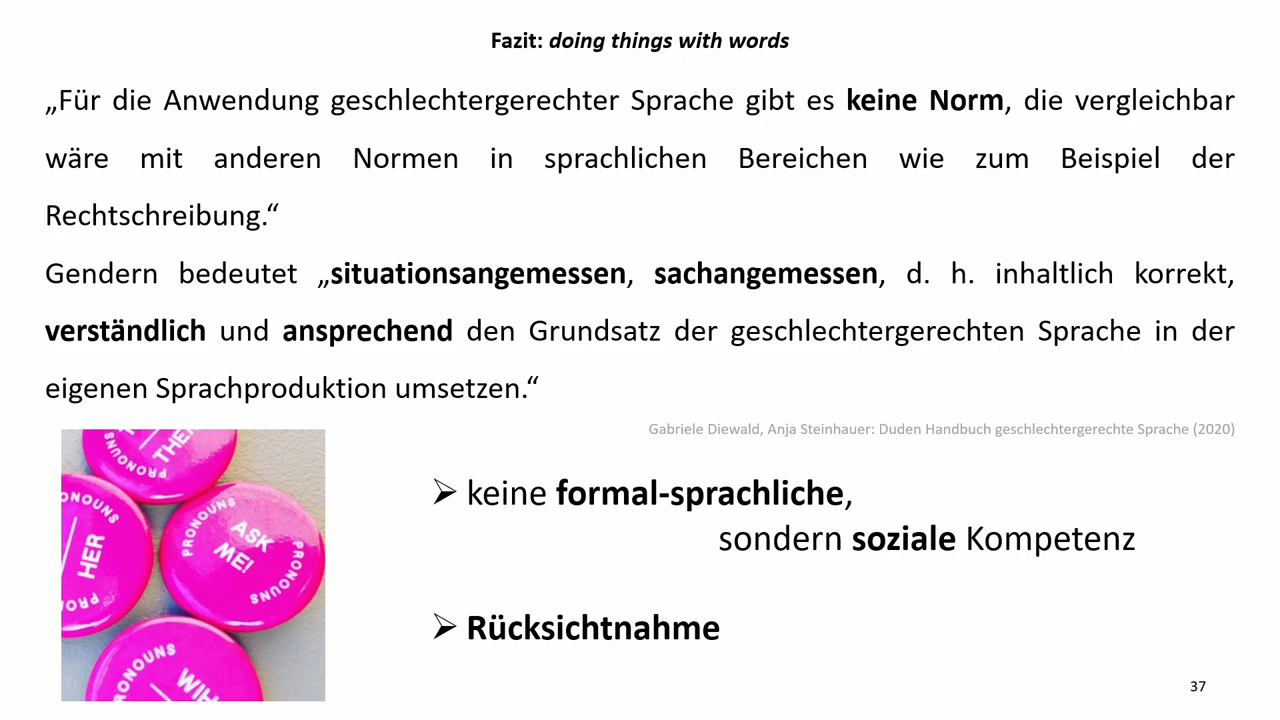 Fazit: doing things with words
„Für die Anwendung geschlechtergerechter Sprache gibt es keine Norm, die vergleichbar
wäre mit anderen Normen in sprachlichen Bereichen wie zum Beispiel der
Rechtschreibung.“
Gendern bedeutet „situationsangemessen, sachangemessen, d. h. inhaltlich korrekt,
verständlich und ansprechend den Grundsatz der geschlechtergerechten Sprache in der
eigenen Sprachproduktion umsetzen.“
Gabriele Diewald, Anja Steinhauer: Duden Handbuch geschlechtergerechte Sprache (2020)
PRONOUNS
HER
PRONOUNS
ASK
ME!
PRONOUNS
PRONOUNS
PRONOUNS
➢ keine formal-sprachliche,
sondern soziale Kompetenz
➢ Rücksichtnahme
37